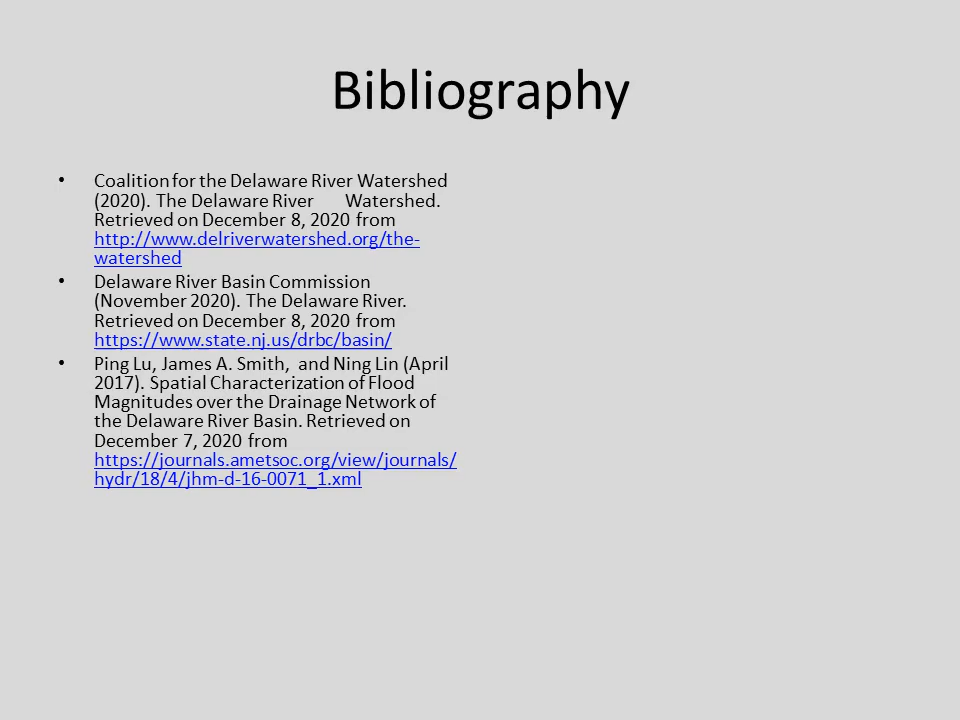 Bibliography
• Coalition for the Delaware River Watershed
(2020). The Delaware River Watershed.
Retrieved on December 8, 2020 from
http://www.delriverwatershed.org/the-
watershed
• Delaware River Basin Commission
(November 2020). The Delaware River.
Retrieved on December 8, 2020 from
https://www.state.nj.us/drbc/basin/
• Ping Lu, James A. Smith, and Ning Lin (April
2017). Spatial Characterization of Flood
Magnitudes over the Drainage Network of
the Delaware River Basin. Retrieved on
December 7, 2020 from
https://journals.ametsoc.org/view/journals/
hydr/18/4/jhm-d-16-0071_1.xml